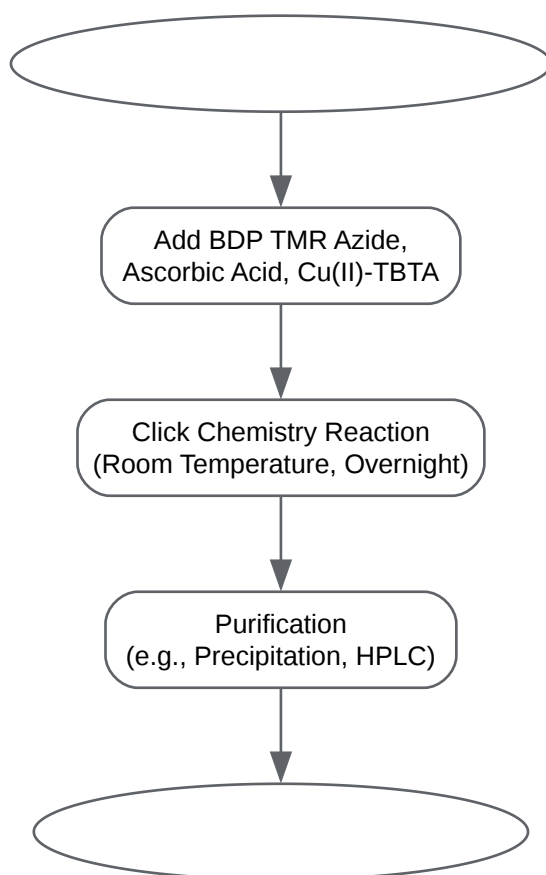 Add BDP TMR Azide,
Ascorbic Acid, Cu(II)-TBTA
Click Chemistry Reaction
(Room Temperature, Overnight)
Purification
(e.g., Precipitation, HPLC)